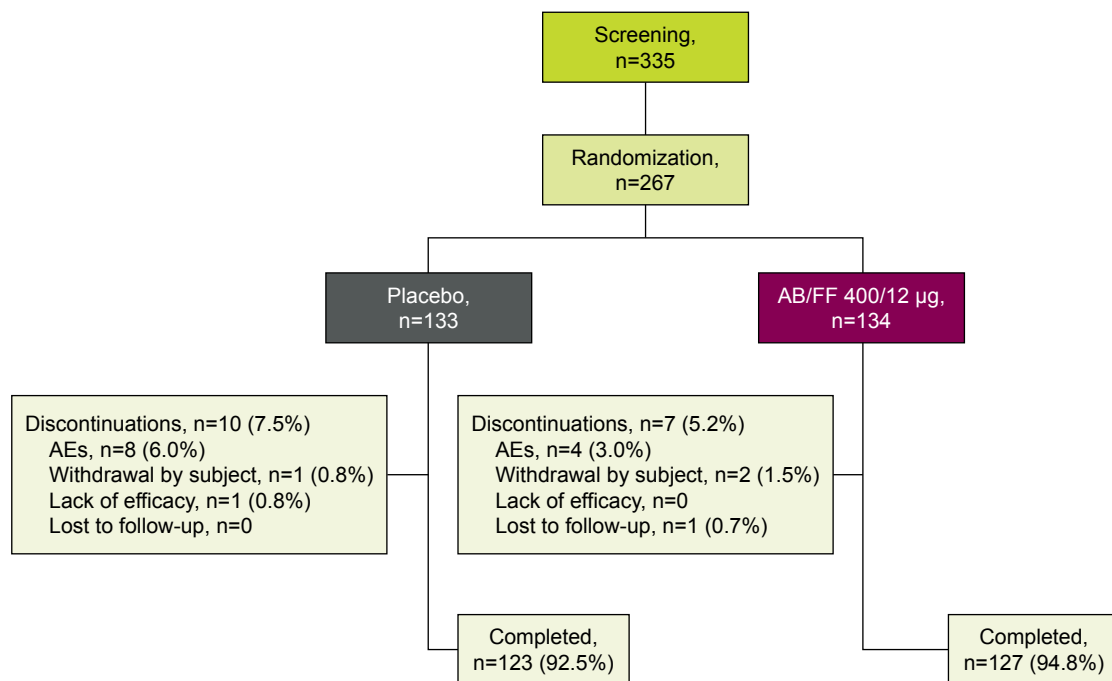 Screening,
n=335
Randomization,
n=267
Placebo,
n=133
AB/FF 400/12 µg,
n=134
Discontinuations, n=10 (7.5%)
AEs, n=8 (6.0%)
Withdrawal by subject, n=1 (0.8%)
Lack of efficacy, n=1 (0.8%)
Lost to follow-up, n=0
Discontinuations, n=7 (5.2%)
AEs, n=4 (3.0%)
Withdrawal by subject, n=2 (1.5%)
Lack of efficacy, n=0
Lost to follow-up, n=1 (0.7%)
Completed,
n=123 (92.5%)
Completed,
n=127 (94.8%)